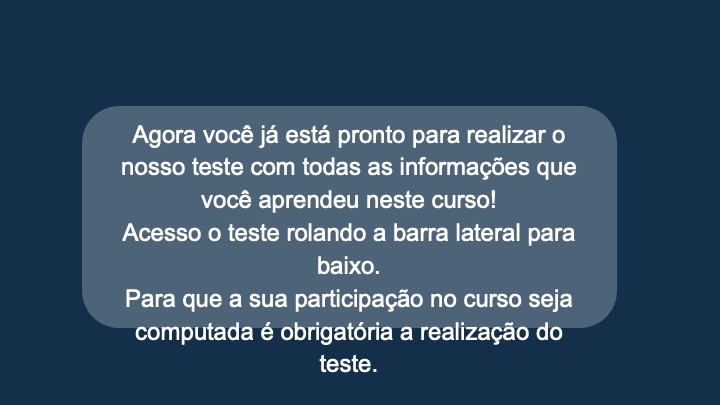 Agora você já está pronto para realizar o
nosso teste com todas as informações que
você aprendeu neste curso!
Acesso o teste rolando a barra lateral para
baixo.
Para que a sua participação no curso seja
computada é obrigatória a realização do
teste.